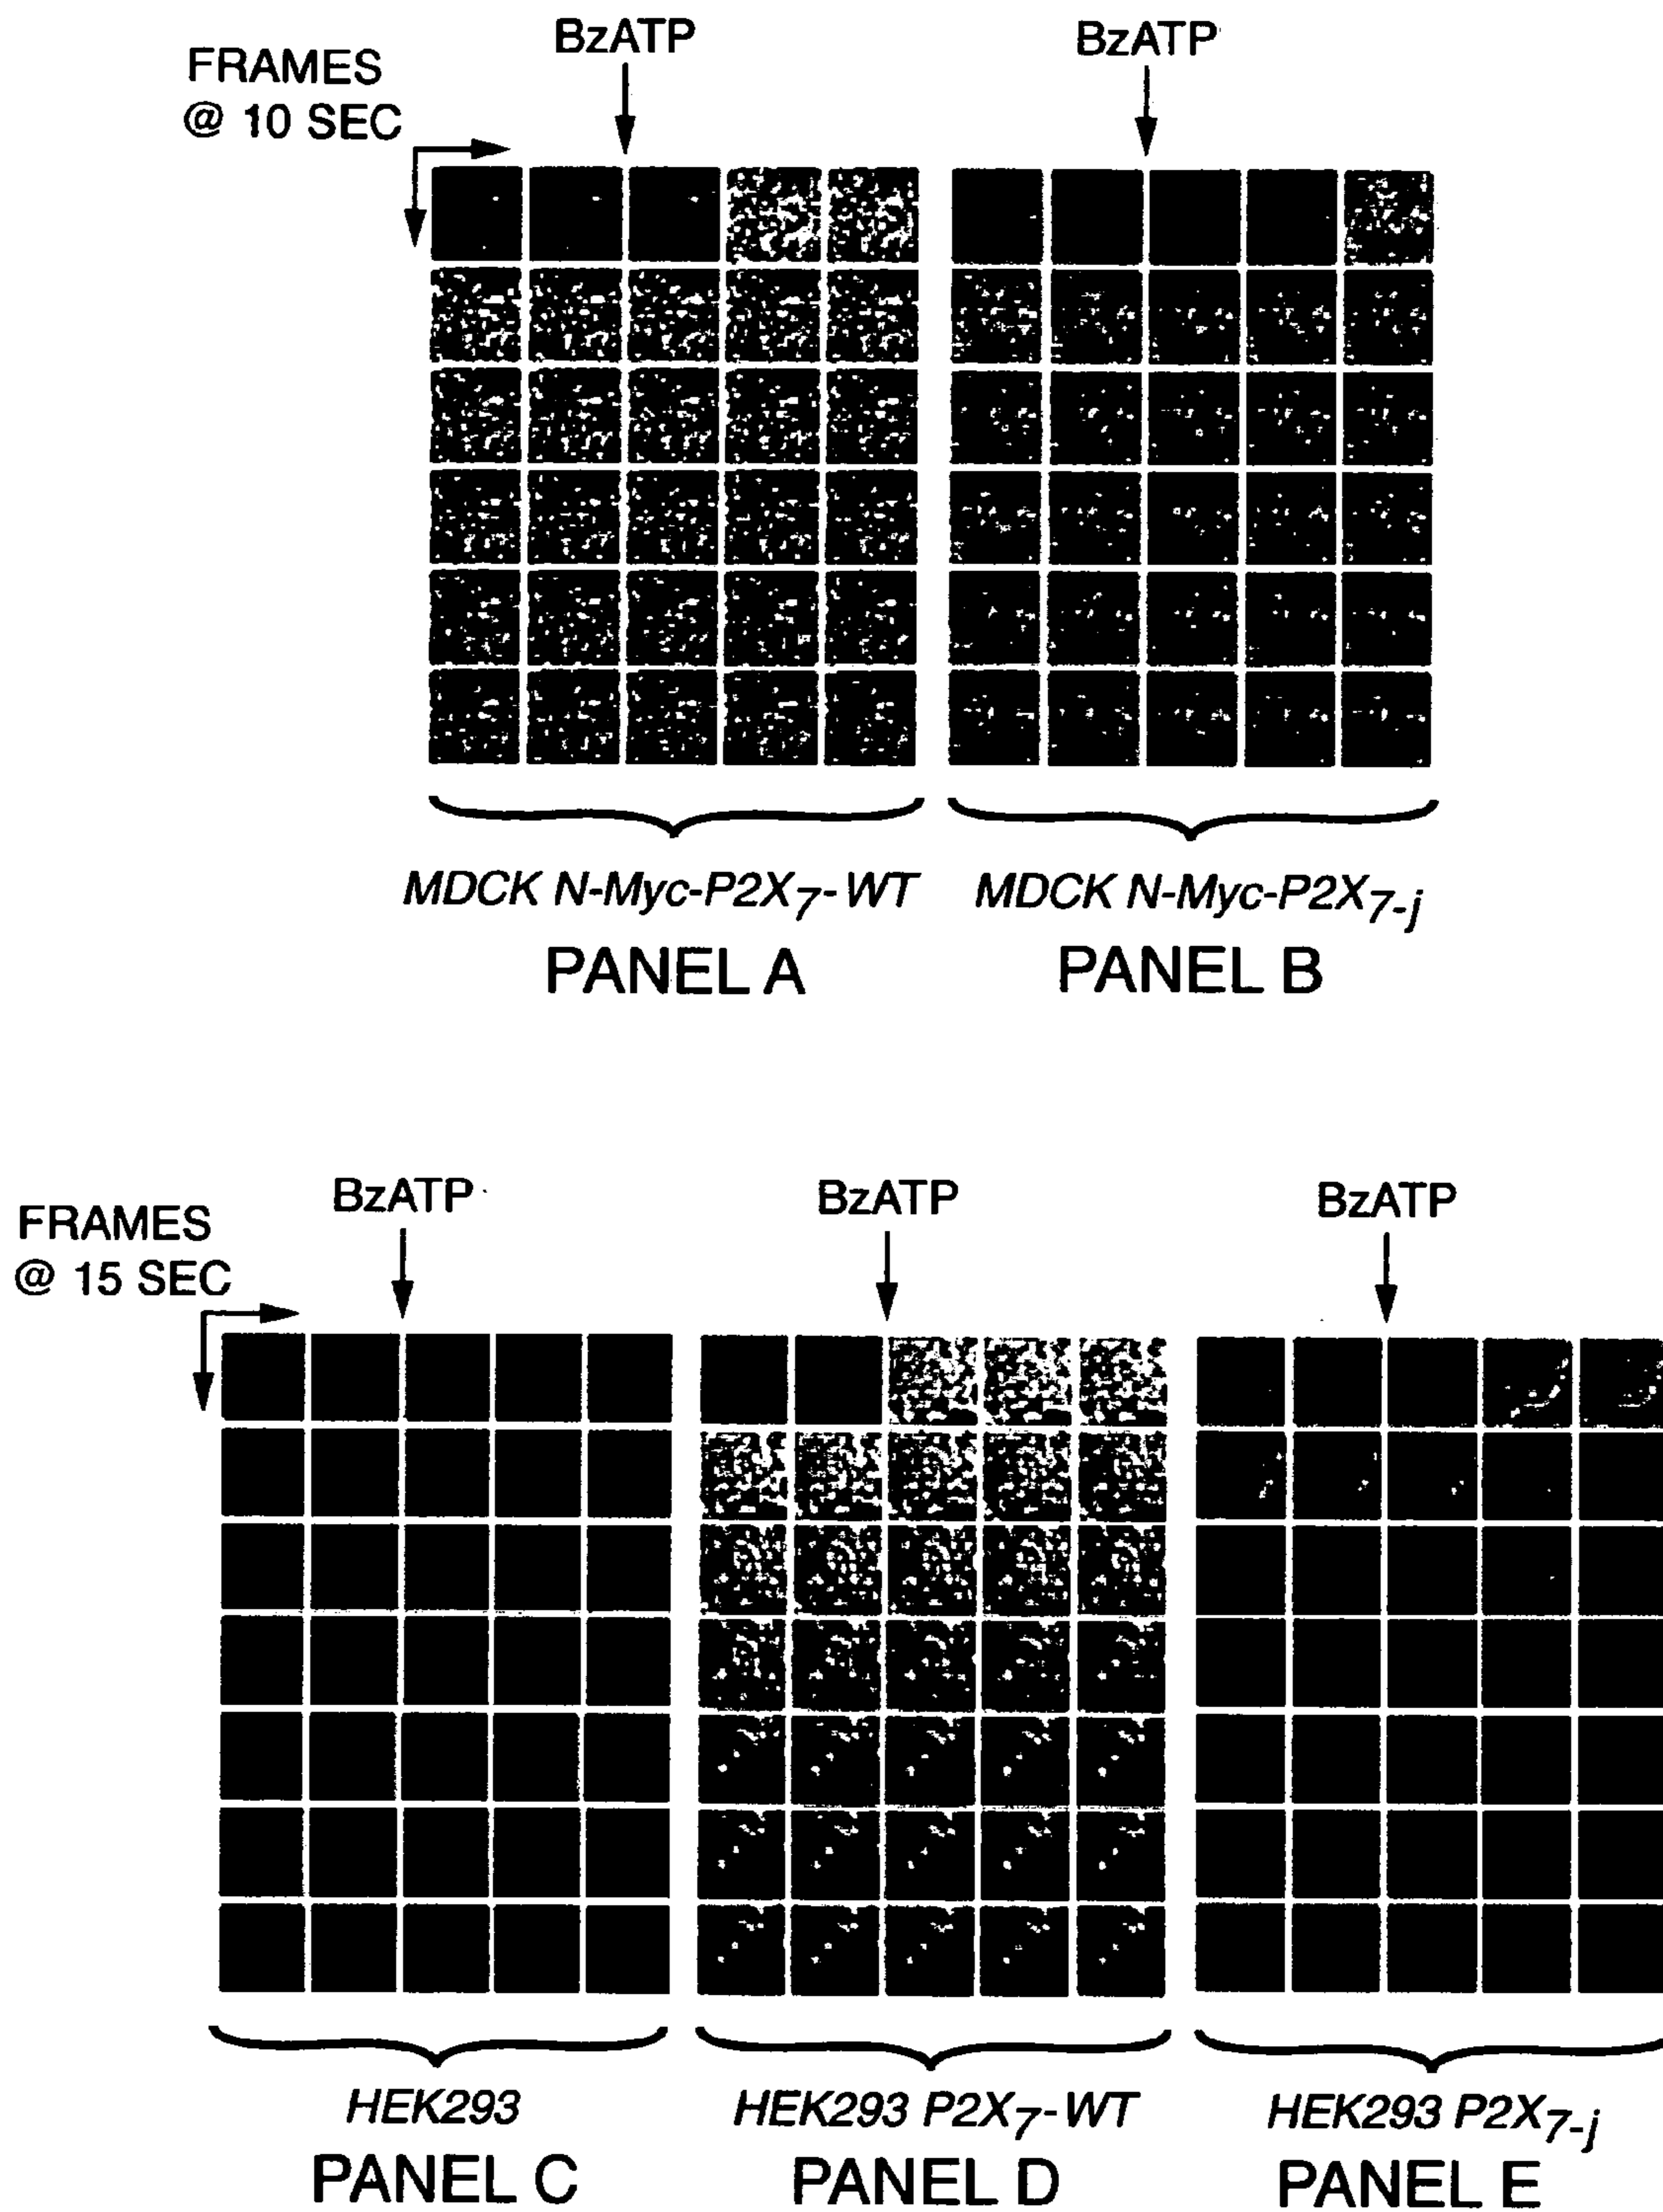 BzATP
BzATP
FRAMES
@ 10 SEC
MDCK N-Myc-P2X7-WT
MDCK N-Myc-P2X7-j
PANEL A
PANEL B
BzATP
BzATP
BzATP
FRAMES
@ 15 SEC
HEK293
HEK293 P2X7-WT
HEK293 P2X7-j
PANEL C
PANEL D
PANEL E